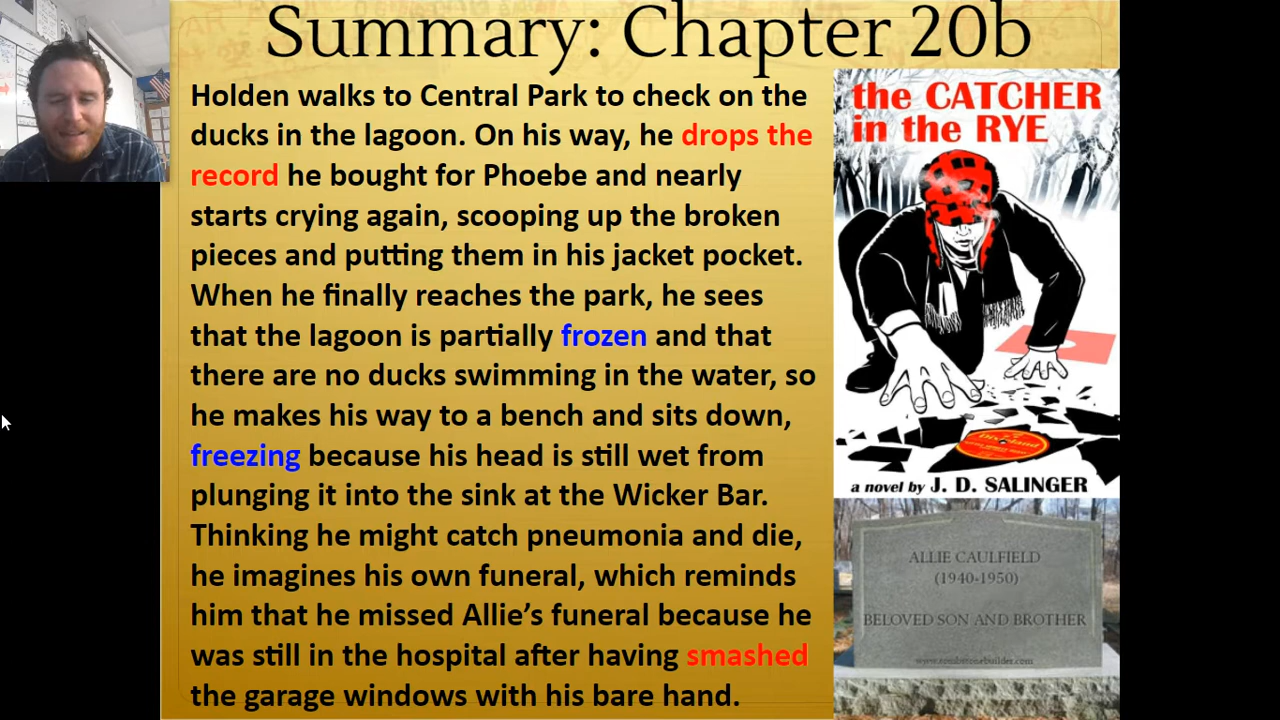 Summary: Chapter 20b
Holden walks to Central Park to check on the
ducks in the lagoon. On his way, he drops the
record he bought for Phoebe and nearly
starts crying again, scooping up the broken
pieces and putting them in his jacket pocket.
When he finally reaches the park, he sees
that the lagoon is partially frozen and that
there are no ducks swimming in the water, so
he makes his way to a bench and sits down,
freezing because his head is still wet from
plunging it into the sink at the Wicker Bar.
Thinking he might catch pneumonia and die,
he imagines his own funeral, which reminds
him that he missed Allie's funeral because he
was still in the hospital after having smashed
the garage windows with his bare hand.
the CATCHER
in the RYE
a novel by J. D. SALINGER
ALLIE CAULFIELD
(1940-1950)
BELOVED SON AND BROTHER
www.tombstonebuilder.com